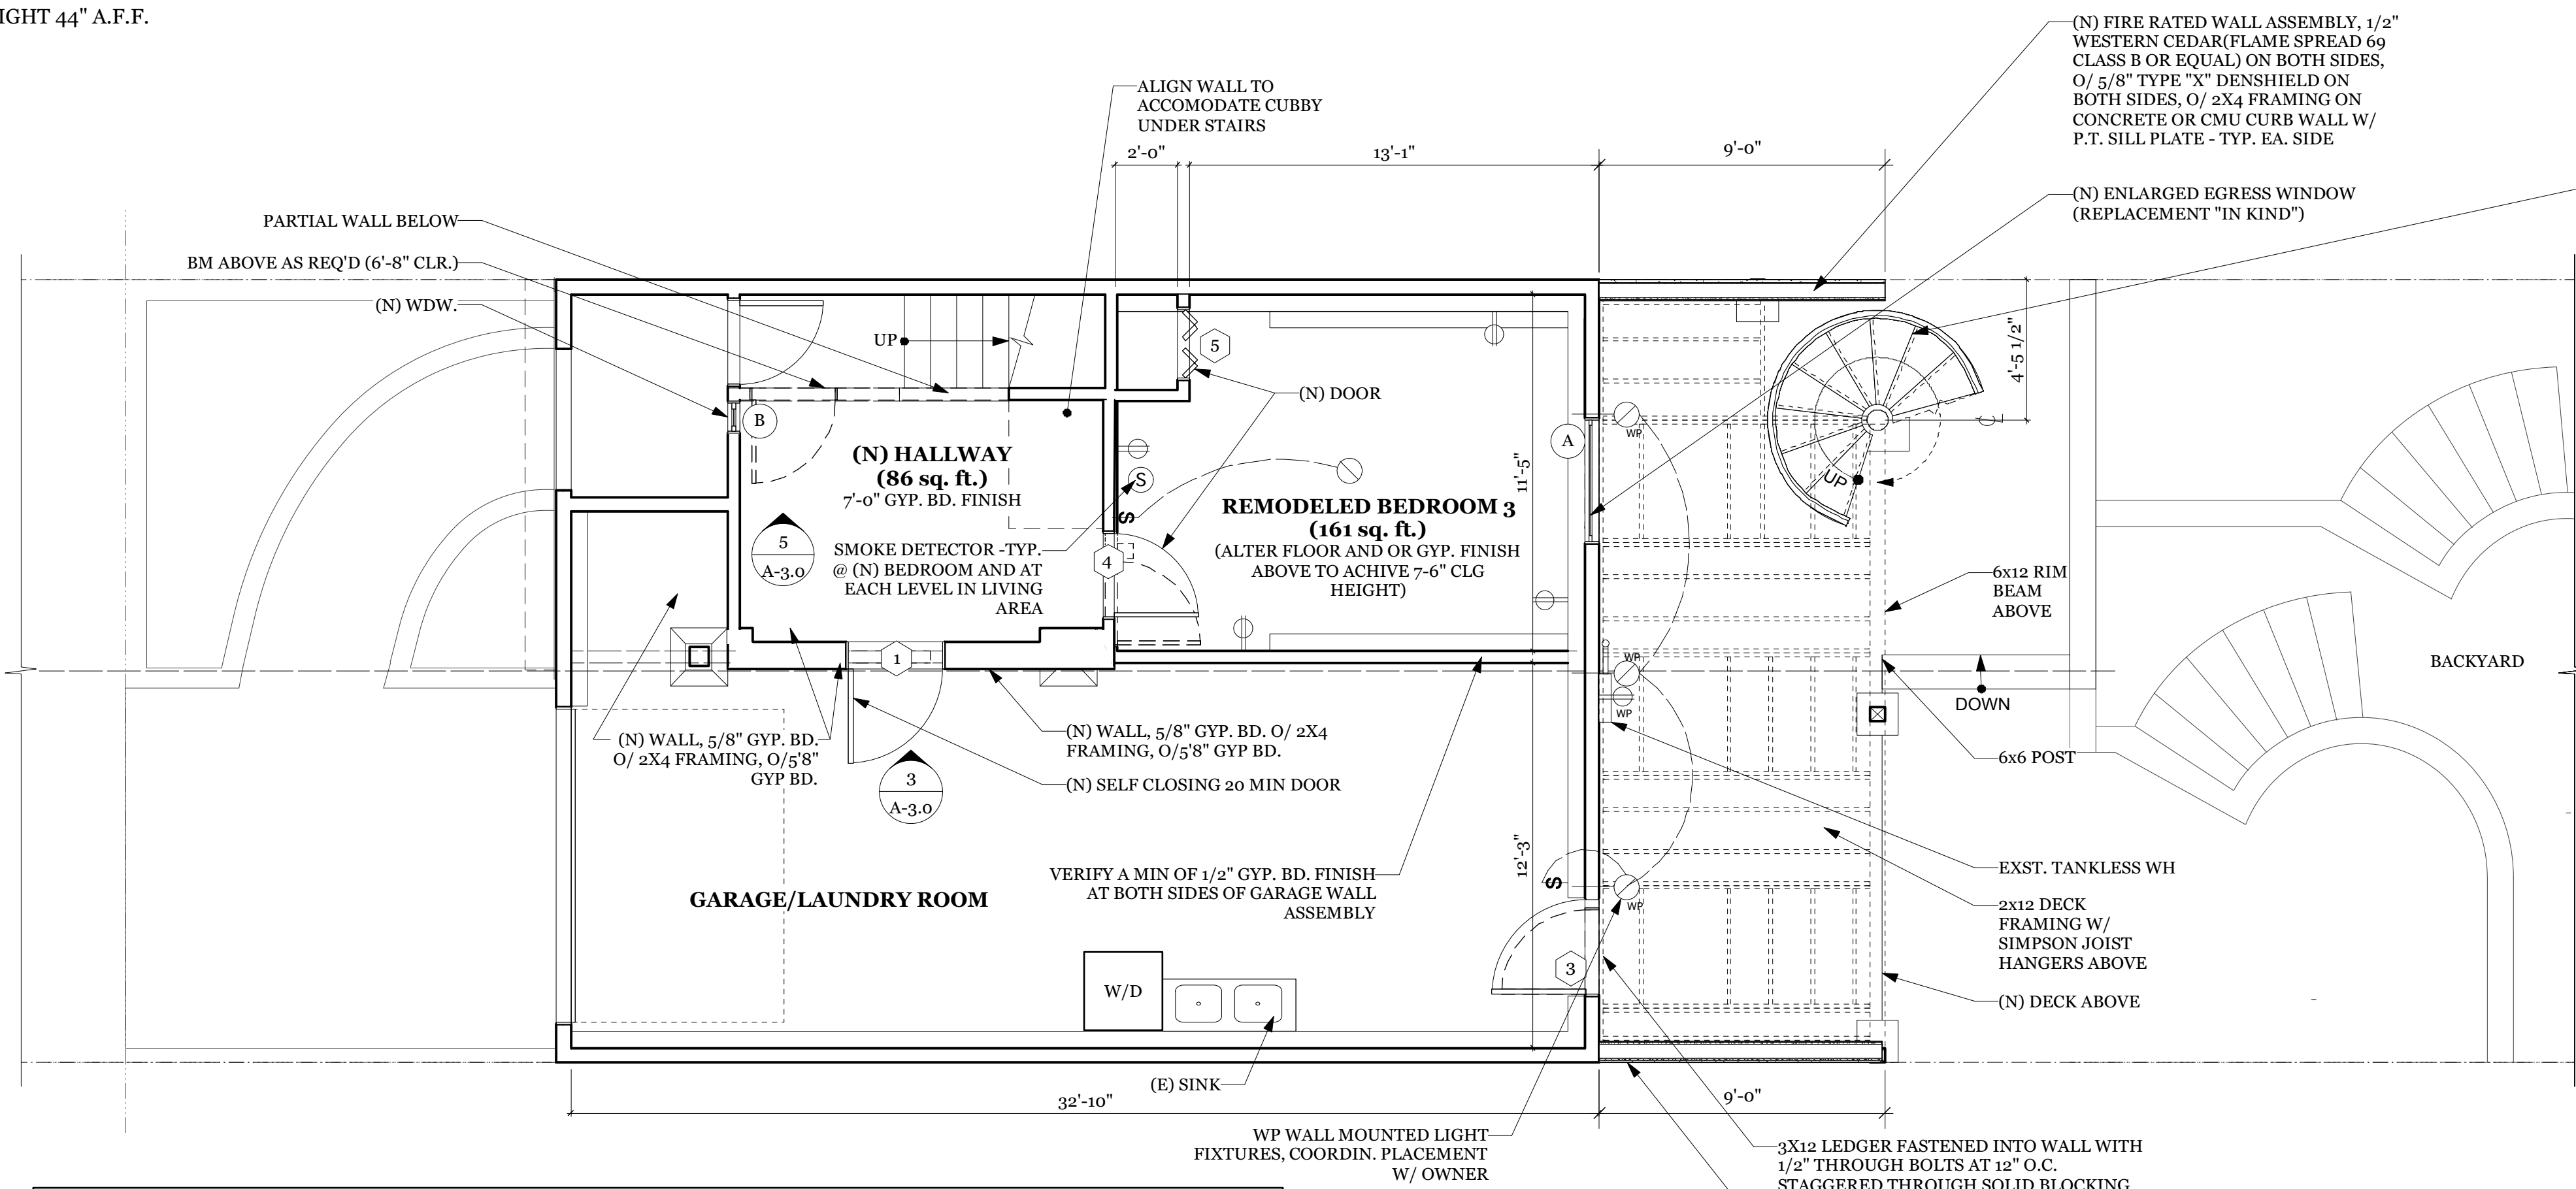 IGHT 44" A.F.F.
(N) FIRE RATED WALL ASSEMBLY, 1/2"
WESTERN CEDAR(FLAME SPREAD 69
CLASS B OR EQUAL) ON BOTH SIDES,
O/ 5/8" TYPE "X" DENSHIELD ON
BOTH SIDES, O/ 2X4 FRAMING ON
CONCRETE OR CMU CURB WALL W/
P.T. SILL PLATE - TYP. EA. SIDE
ALIGN WALL TO
ACCOMODATE CUBBY
UNDER STAIRS
2'-0"
13'-1"
9'-0"
(N) ENLARGED EGRESS WINDOW
(REPLACEMENT "IN KIND")
PARTIAL WALL BELOW
BM ABOVE AS REQ'D (6'-8" CLR.)
(N) WDW.
UP
5
(N) DOOR
4'-5 1/2"
B
A
WP
(N) HALLWAY
(86 sq. ft.)
7'-0" GYP. BD. FINISH
S
S
11'-5"
UP
REMODELED BEDROOM 3
(161 sq. ft.)
(ALTER FLOOR AND OR GYP. FINISH
ABOVE TO ACHIVE 7-6" CLG
HEIGHT)
5
A-3.0
SMOKE DETECTOR -TYP.
@ (N) BEDROOM AND AT
EACH LEVEL IN LIVING
AREA
4
6x12 RIM
BEAM
ABOVE
1
WP
BACKYARD
DOWN
WP
(N) WALL, 5/8" GYP. BD.
O/ 2X4 FRAMING, O/5'8"
GYP BD.
(N) WALL, 5/8" GYP. BD. O/ 2X4
FRAMING, O/5'8" GYP BD.
6x6 POST
3
A-3.0
(N) SELF CLOSING 20 MIN DOOR
12'-3"
VERIFY A MIN OF 1/2" GYP. BD. FINISH
AT BOTH SIDES OF GARAGE WALL
ASSEMBLY
EXST. TANKLESS WH
GARAGE/LAUNDRY ROOM
S
WP
2x12 DECK
FRAMING W/
SIMPSON JOIST
HANGERS ABOVE
3
W/D
(N) DECK ABOVE
(E) SINK
32'-10"
9'-0"
WP WALL MOUNTED LIGHT
FIXTURES, COORDIN. PLACEMENT
W/ OWNER
3X12 LEDGER FASTENED INTO WALL WITH
1/2" THROUGH BOLTS AT 12" O.C.
STAGGERED THROUGH SOLID BLOCKING